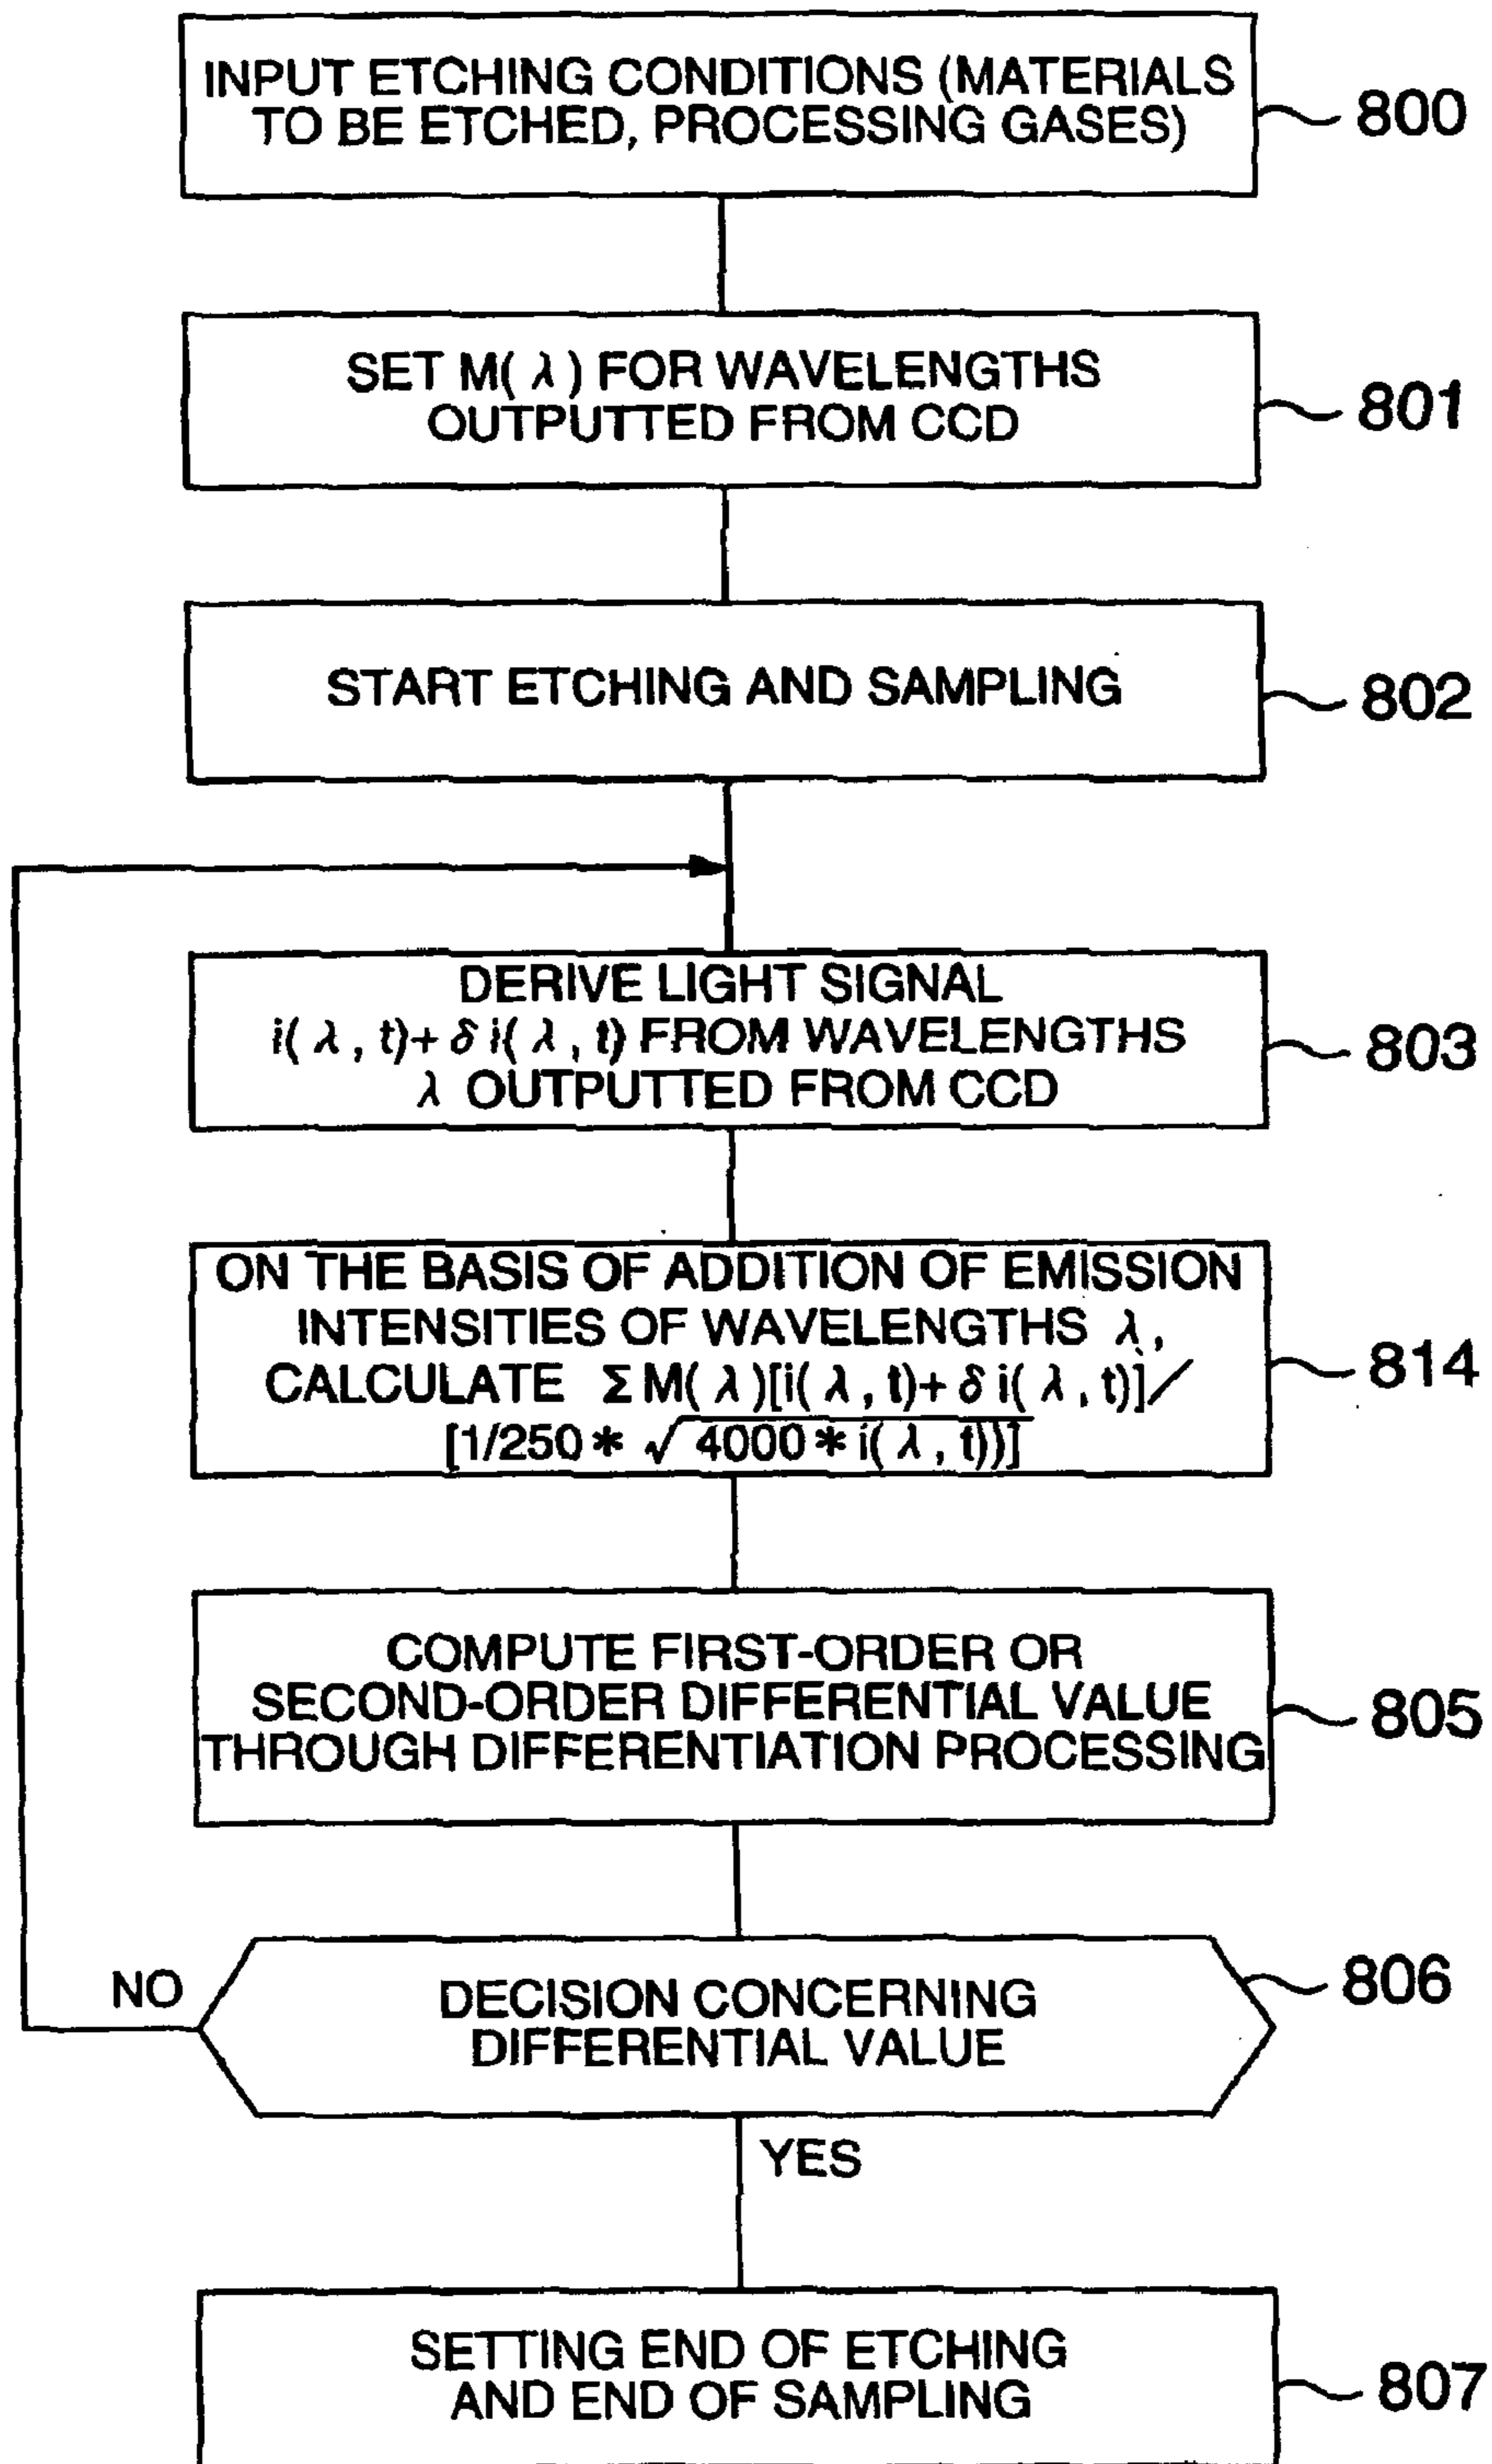 INPUT ETCHING CONDITIONS (MATERIALS
TO BE ETCHED, PROCESSING GASES)
800
SET M( λ ) FOR WAVELENGTHS
OUTPUTTED FROM CCD
801
START ETCHING AND SAMPLING
802
DERIVE LIGHT SIGNAL
i( λ , t)+ δ i( λ , t) FROM WAVELENGTHS
λ OUTPUTTED FROM CCD
803
ON THE BASIS OF ADDITION OF EMISSION
INTENSITIES OF WAVELENGTHS λ,
CALCULATE Σ M( λ )[i( λ , t)+ δ i( λ , t)]/
[1/250 * √ 4000 * i( λ , t))]
814
COMPUTE FIRST-ORDER OR
SECOND-ORDER DIFFERENTIAL VALUE
THROUGH DIFFERENTIATION PROCESSING
805
NO
DECISION CONCERNING
DIFFERENTIAL VALUE
806
YES
SETTING END OF ETCHING
AND END OF SAMPLING
807